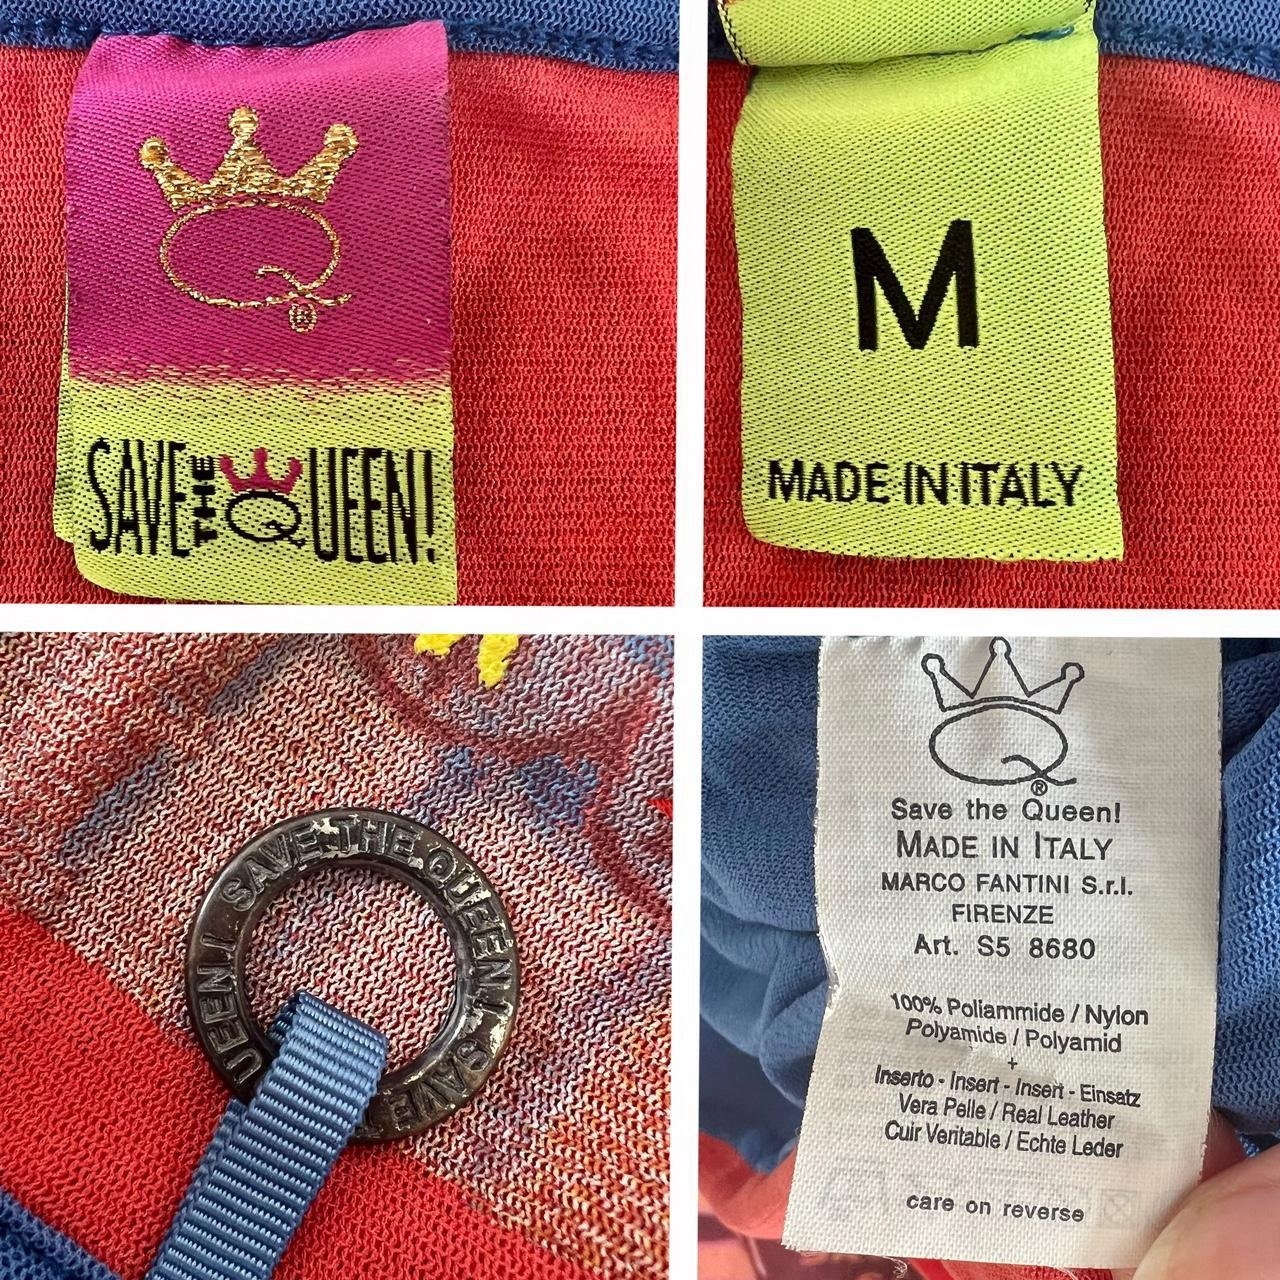 ®
SAVE THE QUEEN!
M
MADE IN ITALY
SAVE THE QUEEN! SAVE T
UEEN!
®
Save the Queen!
MADE IN ITALY
MARCO FANTINI S.r.l.
FIRENZE
Art. S5 8680
100% Poliammide / Nylon
Polyamide / Polyamid
+
Inserto - Insert - Insert - Einsatz
Vera Pelle / Real Leather
Cuir Veritable / Echte Leder
care on reverse